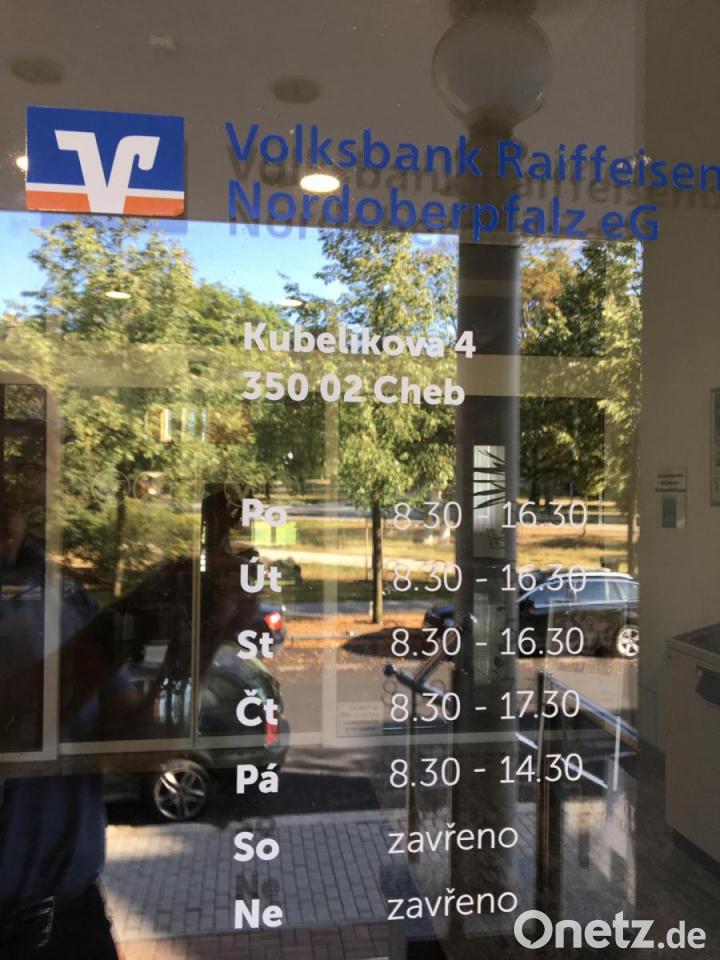 Volksbank Raiffeisen
Nordoberpfalz eG
Kubelikova 4
350 02 Cheb
Po 8.30 - 16.30
Út 8.30 - 16.30
St 8.30 - 16.30
Čt 8.30 - 17.30
Pá 8.30 - 14.30
So zavřeno
Ne zavřeno
Onetz.de